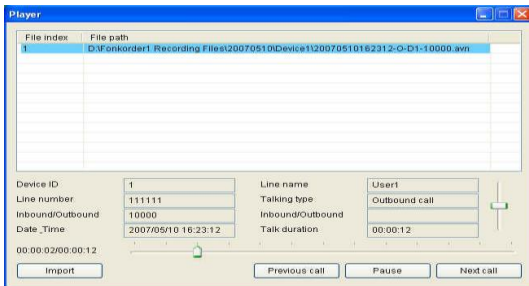 Player
File index File path
1 D:\Fonkorder1 Recording Files\20070510\Device1\20070510162312-O-D1-10000.avn
Device ID 1 Line name User1
Line number 111111 Talking type Outbound call
Inbound/Outbound 10000 Inbound/Outbound
Date_Time 2007/05/10 16:23:12 Talk duration 00:00:12
00:00:02/00:00:12
Import Previous call Pause Next call